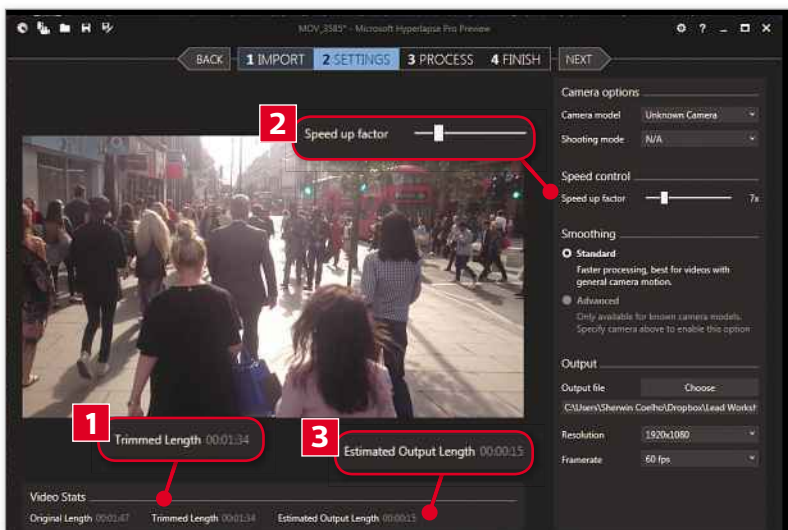 MOV_3585* - Microsoft Hyperlapse Pro Preview
BACK 1 IMPORT 2 SETTINGS 3 PROCESS 4 FINISH NEXT
Camera options
Camera model Unknown Camera
Shooting mode N/A
Speed control
Speed up factor 7x
Smoothing
Standard
Faster processing, best for videos with
general camera motion.
Advanced
Only available for known camera models.
Specify camera above to enable this option
Output
Output file Choose
C:\Users\Sherwin Coelho\Dropbox\Lead Worksh
Resolution 1920x1080
Framerate 60 fps
2
Speed up factor
1
Trimmed Length 00:01:34
3
Estimated Output Length 00:00:15
Video Stats
Original Length 00:01:47 Trimmed Length 00:01:34 Estimated Output Length 00:00:15